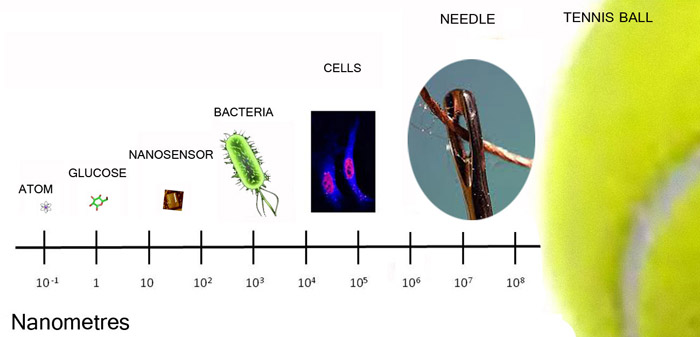 NEEDLE
TENNIS BALL
CELLS
BACTERIA
NANOSENSOR
GLUCOSE
ATOM
10⁻¹ 1 10 10² 10³ 10⁴ 10⁵ 10⁶ 10⁷ 10⁸
Nanometres